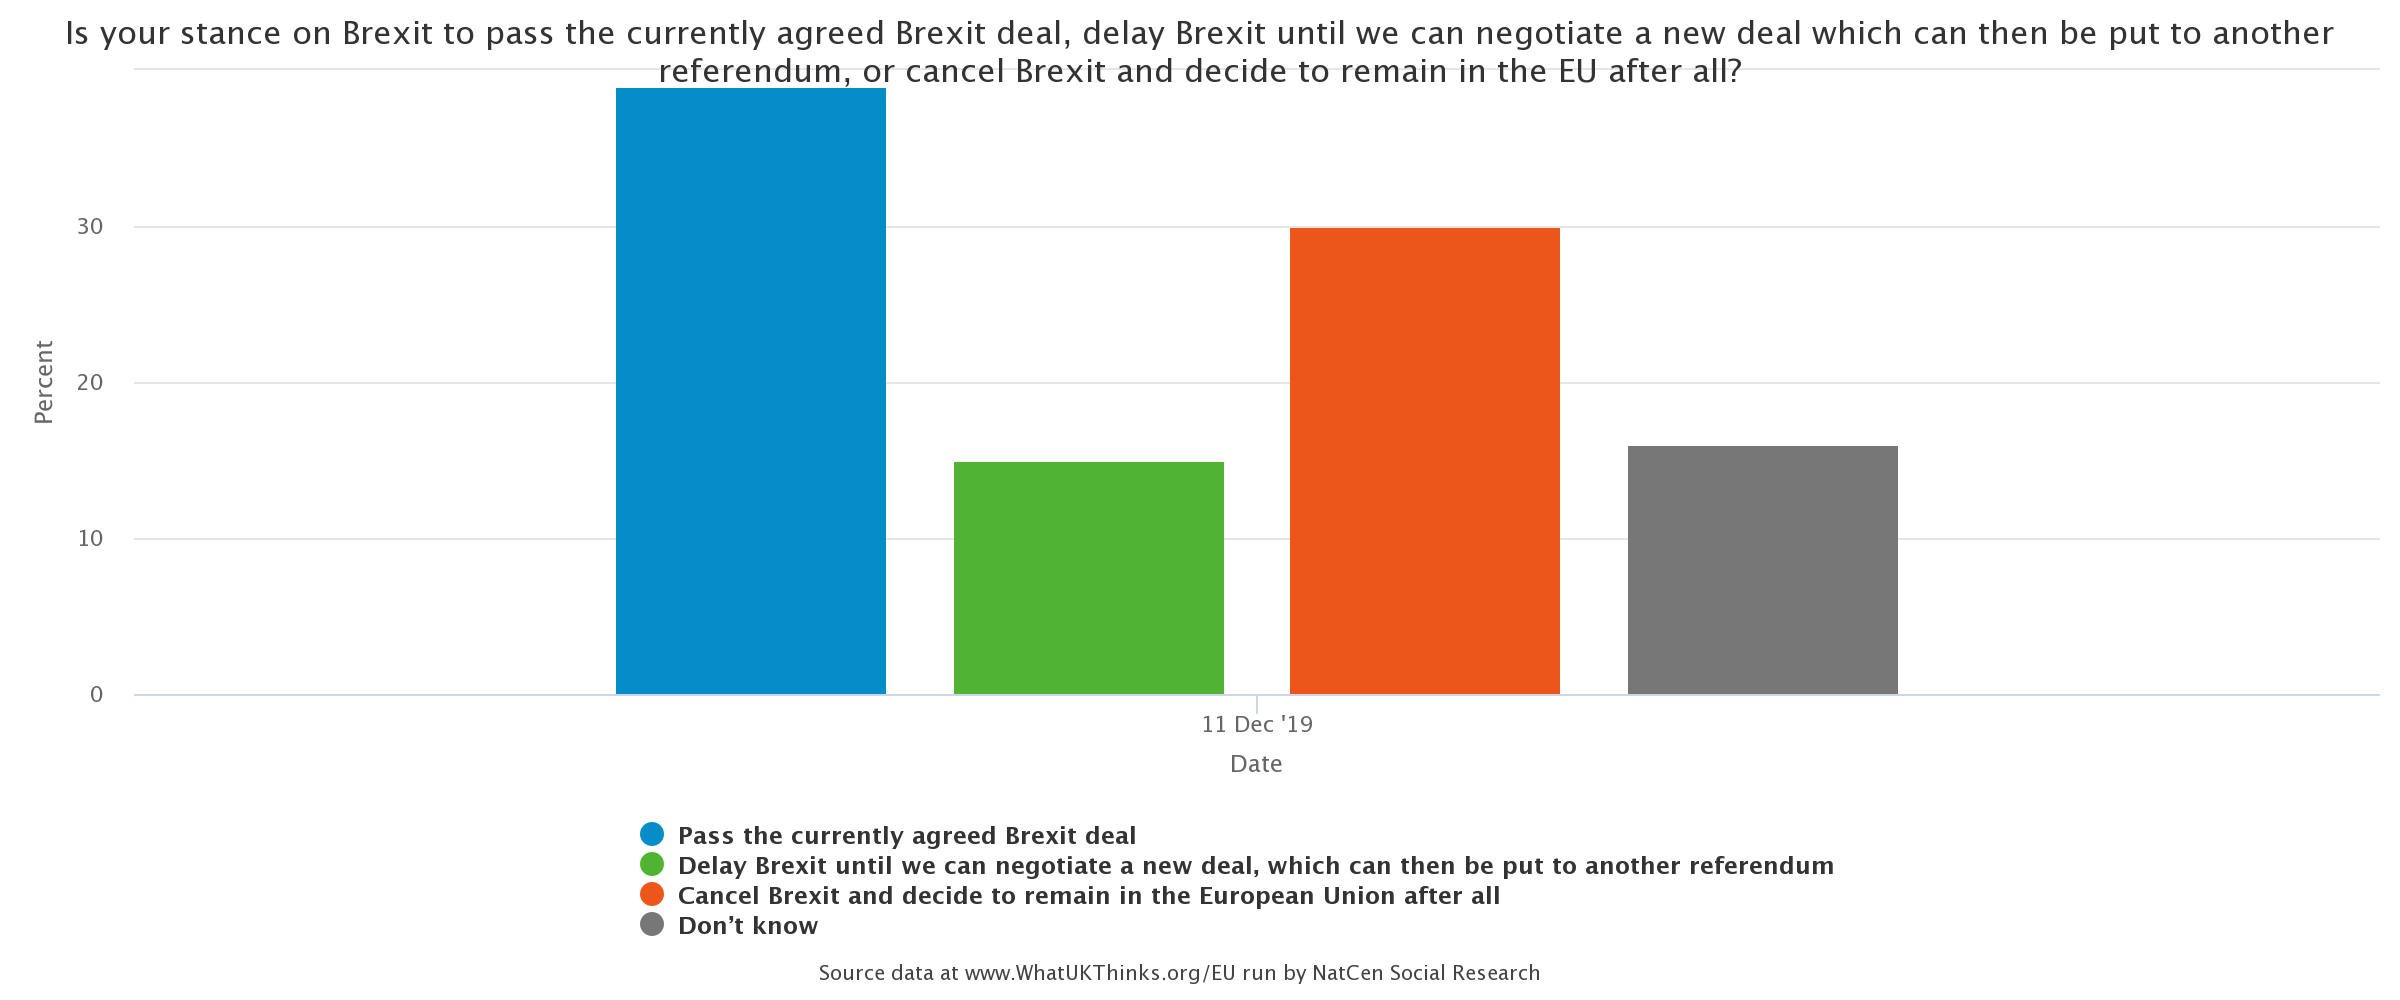 Is your stance on Brexit to pass the currently agreed Brexit deal, delay Brexit until we can negotiate a new deal which can then be put to another
referendum, or cancel Brexit and decide to remain in the EU after all?
Percent
30
20
10
0
11 Dec '19
Date
Pass the currently agreed Brexit deal
Delay Brexit until we can negotiate a new deal, which can then be put to another referendum
Cancel Brexit and decide to remain in the European Union after all
Don’t know
Source data at www.WhatUKThinks.org/EU run by NatCen Social Research